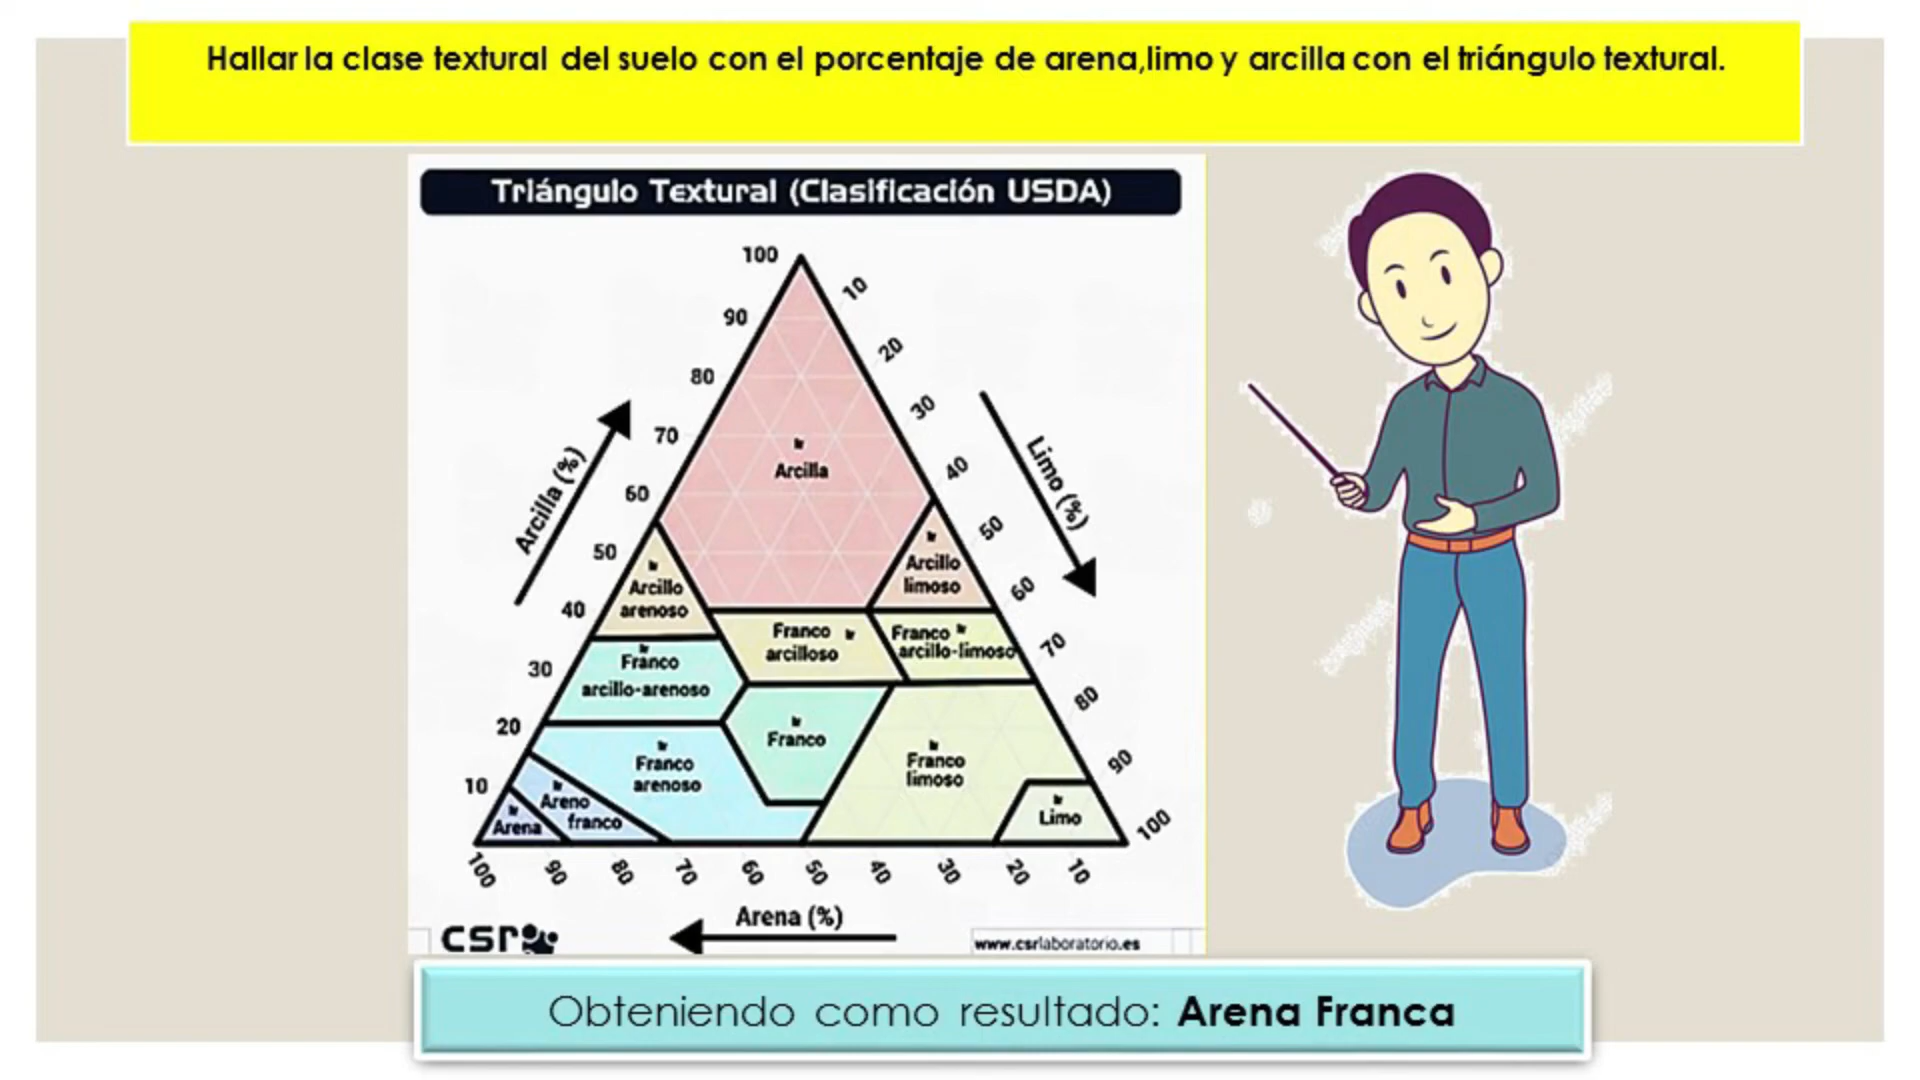 Hallar la clase textural del suelo con el porcentaje de arena,limo y arcilla con el triángulo textural.
Triángulo Textural (Clasificación USDA)
100
90
80
70
60
50
40
30
20
10
Arcilla (%)
10
20
30
40
50
60
70
80
90
100
Limo (%)
Arcilla
Arcillo
limoso
Arcillo
arenoso
Franco
arcilloso
Franco
arcillo-limoso
Franco
arcillo-arenoso
Franco
Franco
arenoso
Franco
limoso
Areno
franco
Arena
Limo
100
90
80
70
60
50
40
30
20
10
Arena (%)
csr
www.csrlaboratorio.es
Obteniendo como resultado: Arena Franca